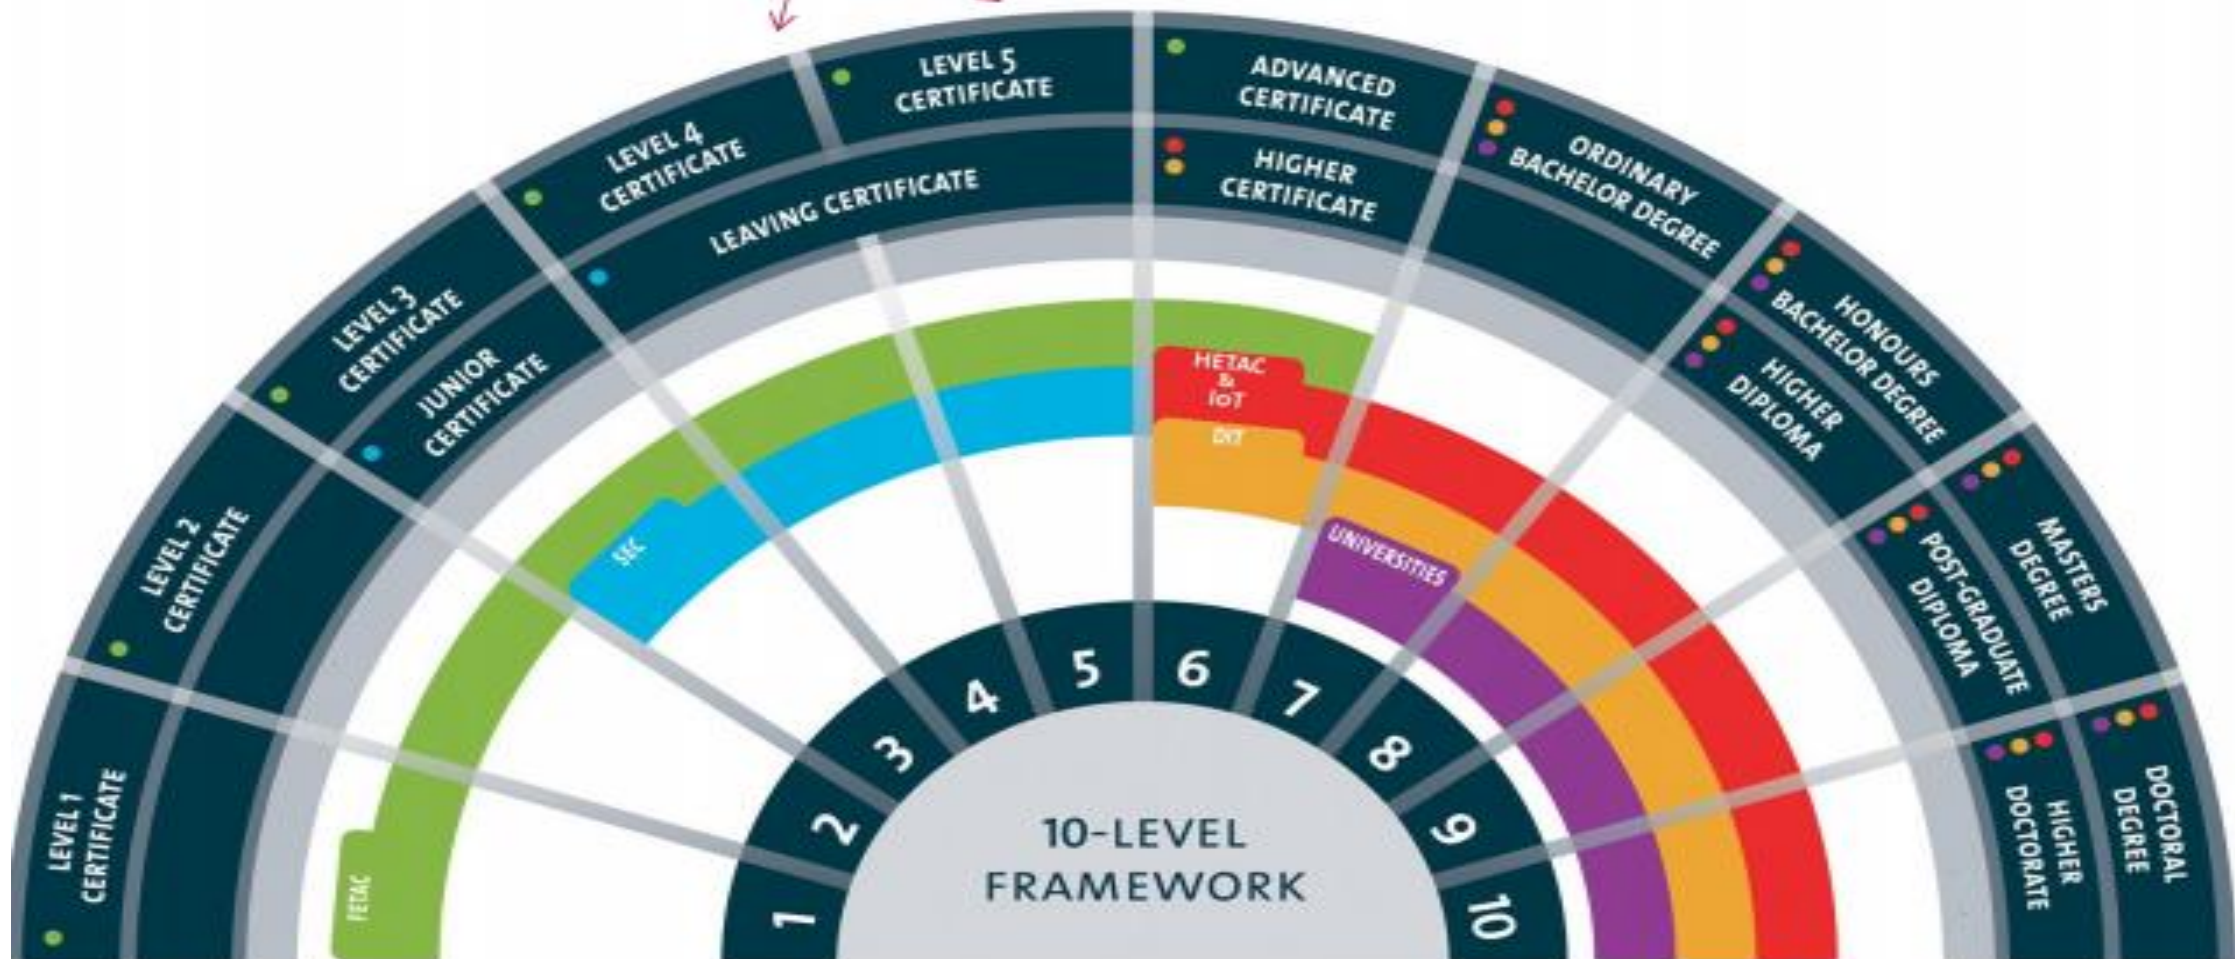 LEVEL 1
CERTIFICATE
LEVEL 2
CERTIFICATE
LEVEL 3
CERTIFICATE
JUNIOR
CERTIFICATE
LEVEL 4
CERTIFICATE
LEVEL 5
CERTIFICATE
LEAVING CERTIFICATE
ADVANCED
CERTIFICATE
HIGHER
CERTIFICATE
ORDINARY
BACHELOR DEGREE
HONOURS
BACHELOR DEGREE
HIGHER
DIPLOMA
MASTERS
DEGREE
POST-GRADUATE
DIPLOMA
DOCTORAL
DEGREE
HIGHER
DOCTORATE
FETAC
SEC
HETAC
&
IoT
DIT
UNIVERSITIES
1
2
3
4
5
6
7
8
9
10
10-LEVEL
FRAMEWORK